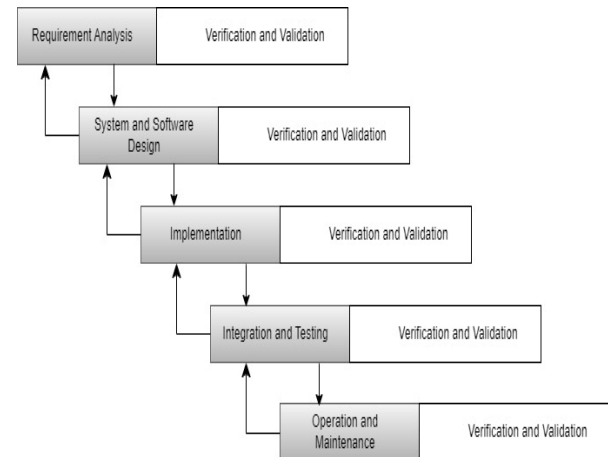 Requirement Analysis
Verification and Validation
System and Software
Design
Verification and Validation
Implementation
Verification and Validation
Integration and Testing
Verification and Validation
Operation and
Maintenance
Verification and Validation